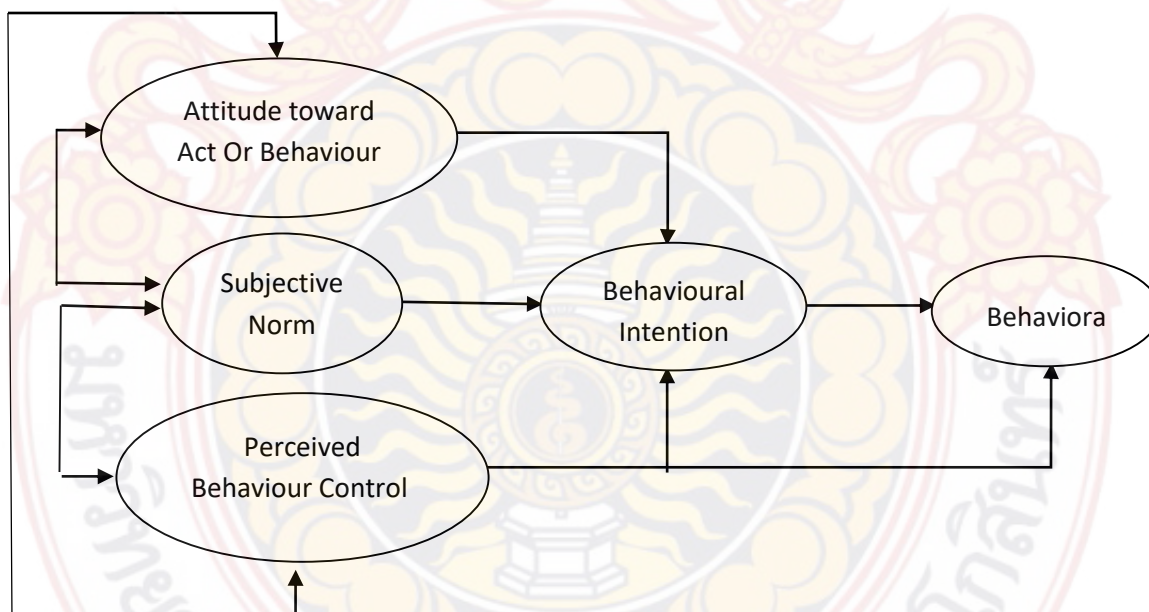 Attitude toward
Act Or Behaviour
Subjective
Norm
Behavioural
Intention
Behaviora
Perceived
Behaviour Control